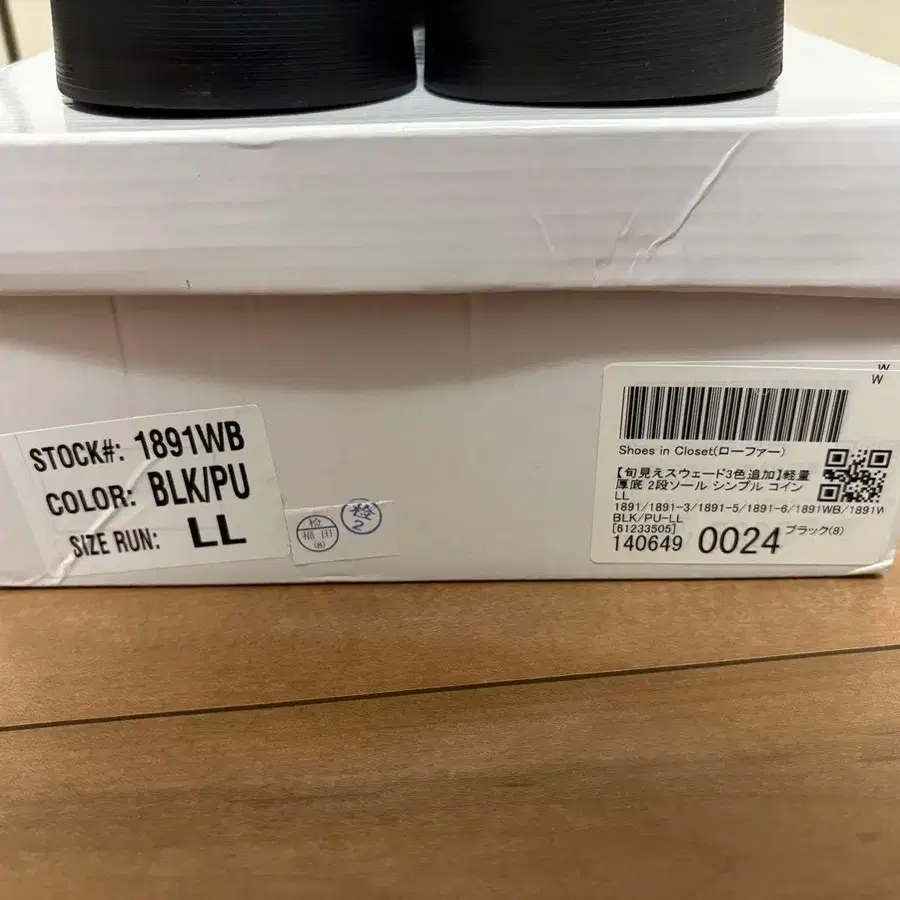 STOCK#: 1891WB
COLOR: BLK/PU
SIZE RUN: LL
検
福田
(A)
2
W
W
Shoes in Closet(ローファー)
【旬見えスウェード3色追加】軽量
厚底 2段ソール シンプル コイン
LL
1891/1891-3/1891-5/1891-6/1891WB/1891W
BLK/PU-LL
[61233505]
140649 0024 ブラック(8)